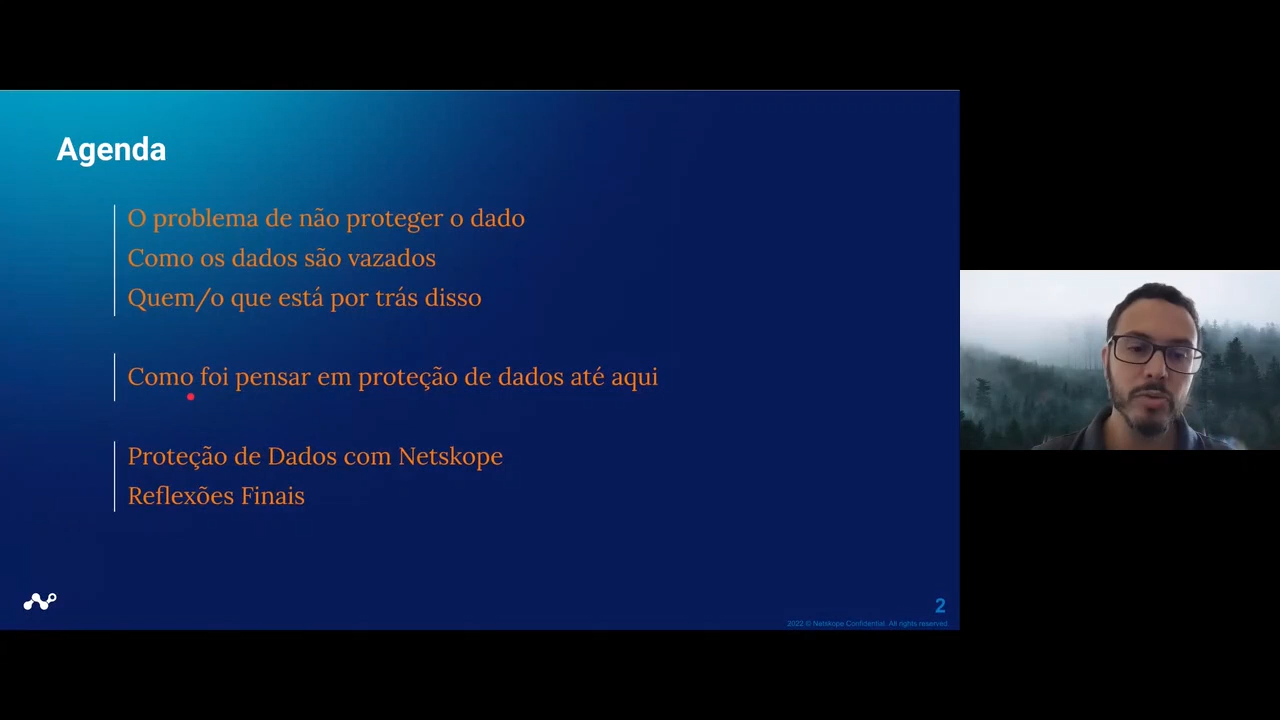 Agenda
O problema de não proteger o dado
Como os dados são vazados
Quem/o que está por trás disso
Como foi pensar em proteção de dados até aqui
Proteção de Dados com Netskope
Reflexões Finais
2
2022 © Netskope Confidential. All rights reserved.